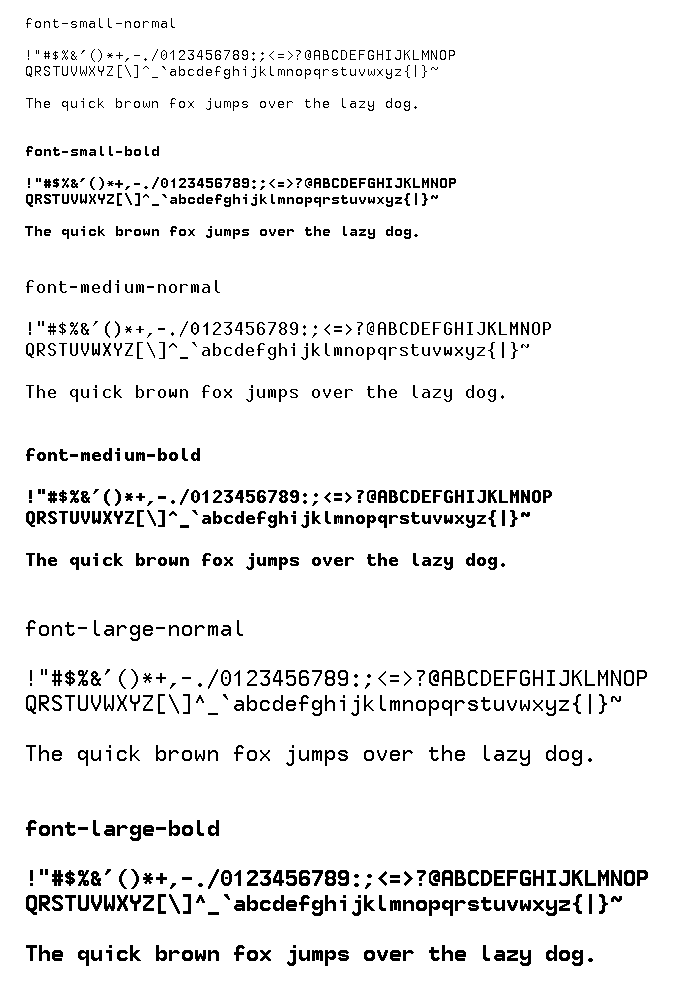 font-small-normal
!"#$%&´()*+,-./0123456789:;<=>?@ABCDEFGHIJKLMNOP
QRSTUVWXYZ[\]^_`abcdefghijklmnopqrstuvwxyz{|}~
The quick brown fox jumps over the lazy dog.
font-small-bold
!"#$%&´()*+,-./0123456789:;<=>?@ABCDEFGHIJKLMNOP
QRSTUVWXYZ[\]^_`abcdefghijklmnopqrstuvwxyz{|}~
The quick brown fox jumps over the lazy dog.
font-medium-normal
!"#$%&´()*+,-./0123456789:;<=>?@ABCDEFGHIJKLMNOP
QRSTUVWXYZ[\]^_`abcdefghijklmnopqrstuvwxyz{|}~
The quick brown fox jumps over the lazy dog.
font-medium-bold
!"#$%&´()*+,-./0123456789:;<=>?@ABCDEFGHIJKLMNOP
QRSTUVWXYZ[\]^_`abcdefghijklmnopqrstuvwxyz{|}~
The quick brown fox jumps over the lazy dog.
font-large-normal
!"#$%&´()*+,-./0123456789:;<=>?@ABCDEFGHIJKLMNOP
QRSTUVWXYZ[\]^_`abcdefghijklmnopqrstuvwxyz{|}~
The quick brown fox jumps over the lazy dog.
font-large-bold
!"#$%&´()*+,-./0123456789:;<=>?@ABCDEFGHIJKLMNOP
QRSTUVWXYZ[\]^_`abcdefghijklmnopqrstuvwxyz{|}~
The quick brown fox jumps over the lazy dog.